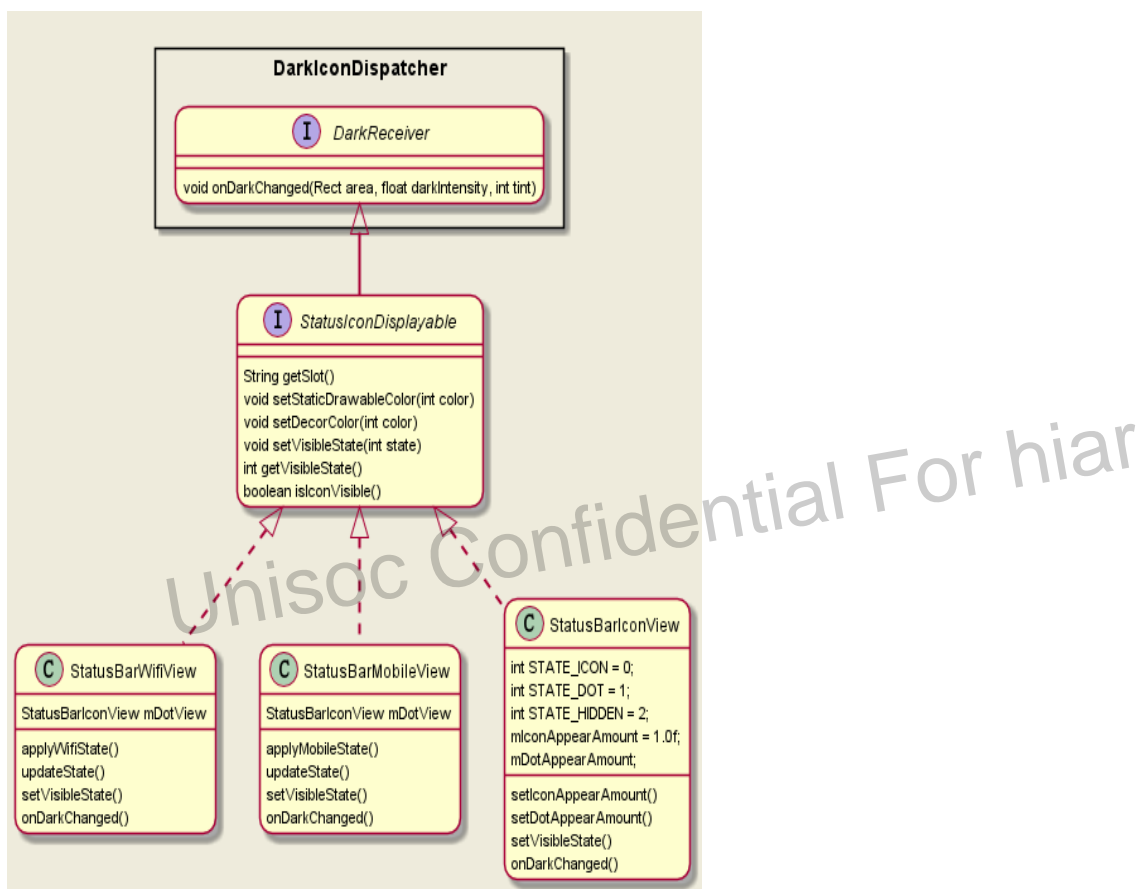 DarkIconDispatcher
I DarkReceiver
void onDarkChanged(Rect area, float darkIntensity, int tint)
I StatusIconDisplayable
String getSlot()
void setStaticDrawableColor(int color)
void setDecorColor(int color)
void setVisibleState(int state)
int getVisibleState()
boolean isIconVisible()
Unisoc Confidential For hiar
C StatusBarWifiView
StatusBarIconView mDotView
applyWifiState()
updateState()
setVisibleState()
onDarkChanged()
C StatusBarMobileView
StatusBarIconView mDotView
applyMobileState()
updateState()
setVisibleState()
onDarkChanged()
C StatusBarIconView
int STATE_ICON = 0;
int STATE_DOT = 1;
int STATE_HIDDEN = 2;
mIconAppearAmount = 1.0f;
mDotAppearAmount;
setIconAppearAmount()
setDotAppearAmount()
setVisibleState()
onDarkChanged()